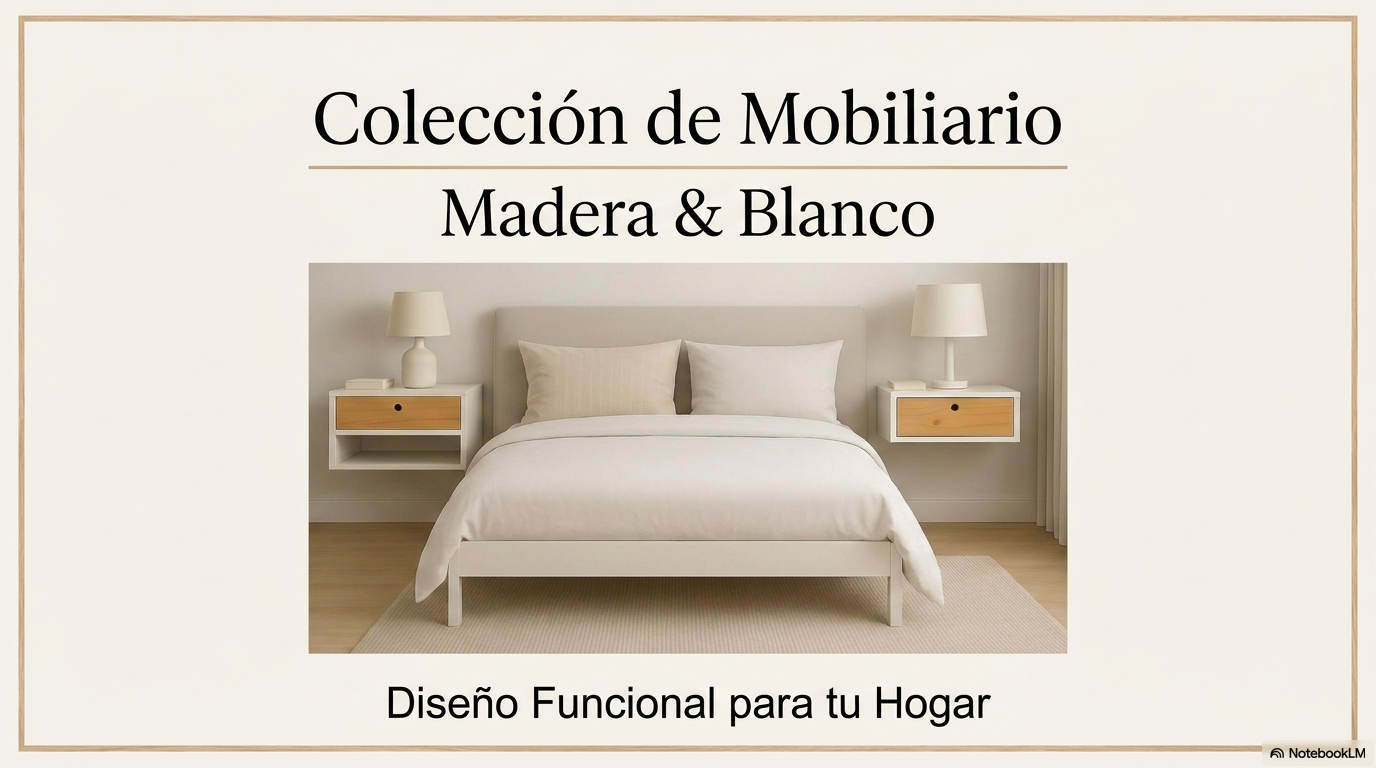 Colección de Mobiliario
Madera & Blanco
Diseño Funcional para tu Hogar
NotebookLM